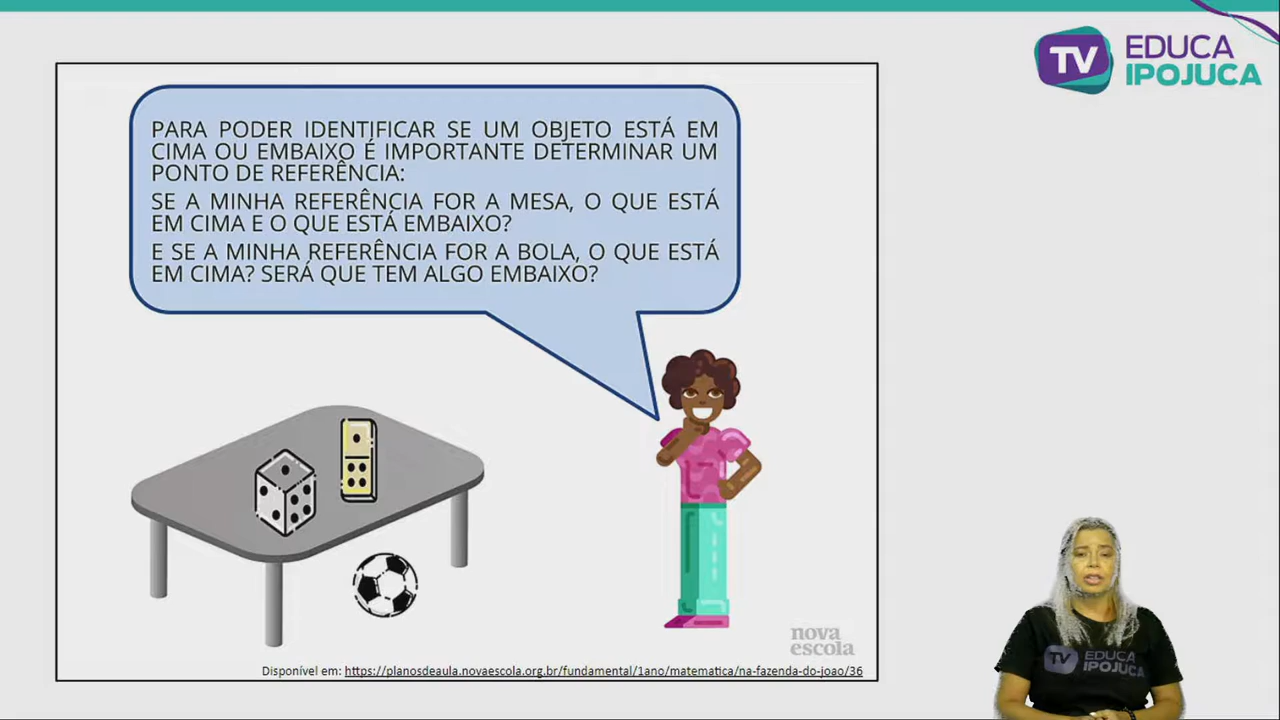 TV EDUCA
IPOJUCA
PARA PODER IDENTIFICAR SE UM OBJETO ESTÁ EM
CIMA OU EMBAIXO É IMPORTANTE DETERMINAR UM
PONTO DE REFERÊNCIA:
SE A MINHA REFERÊNCIA FOR A MESA, O QUE ESTÁ
EM CIMA E O QUE ESTÁ EMBAIXO?
E SE A MINHA REFERÊNCIA FOR A BOLA, O QUE ESTÁ
EM CIMA? SERÁ QUE TEM ALGO EMBAIXO?
nova
escola
Disponível em: https://planosdeaula.novaescola.org.br/fundamental/1ano/matematica/na-fazenda-do-joao/36
TV EDUCA
IPOJUCA